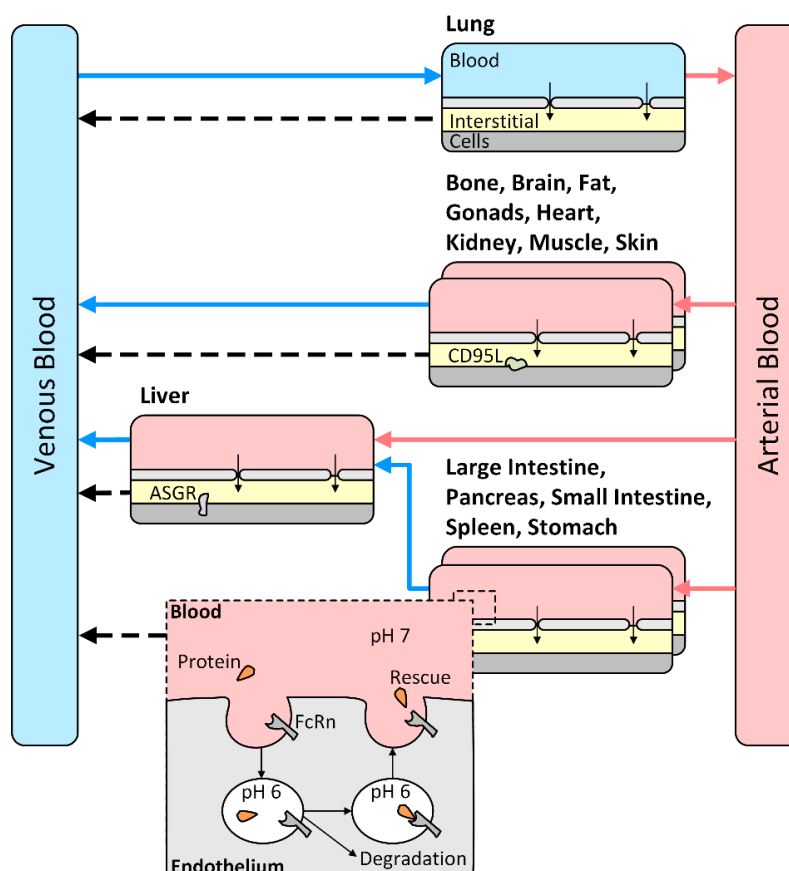 Lung
Blood
Interstitial
Cells
Bone, Brain, Fat,
Gonads, Heart,
Kidney, Muscle, Skin
CD95L
Venous Blood
Arterial Blood
Liver
ASGR
Large Intestine,
Pancreas, Small Intestine,
Spleen, Stomach
Blood
pH 7
Protein
Rescue
FcRn
pH 6
pH 6
Degradation
Endothelium